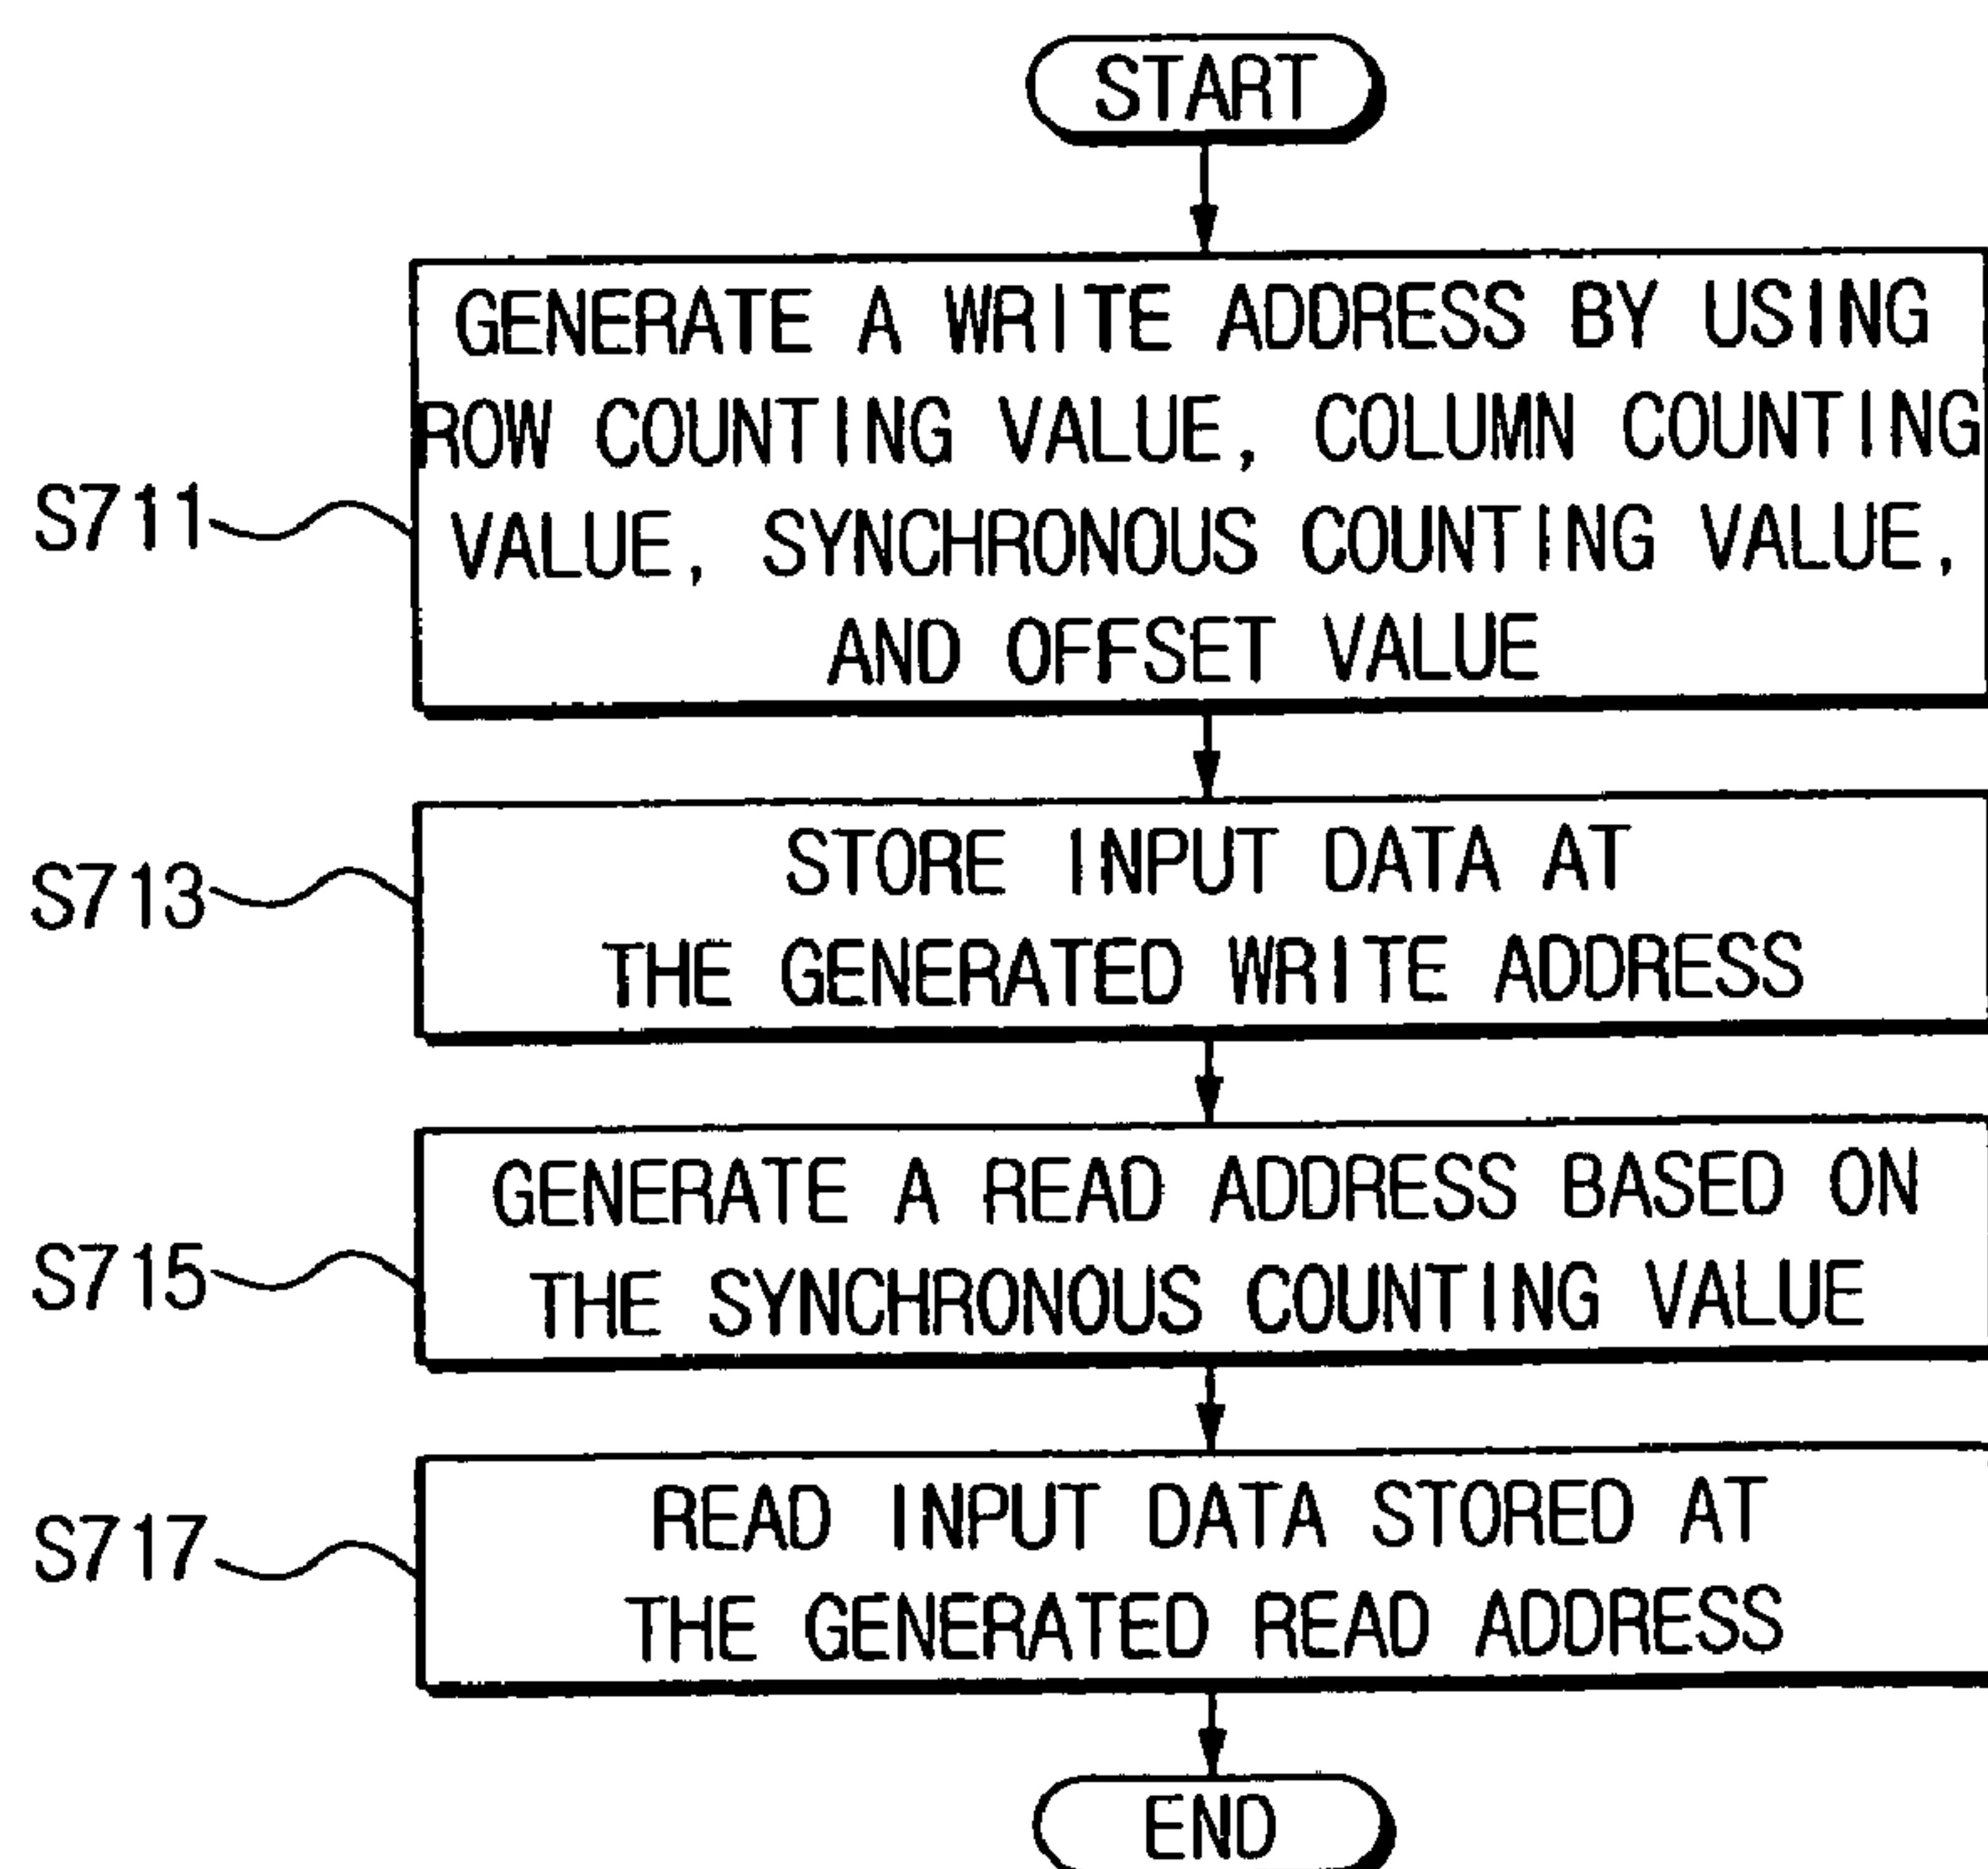 START
GENERATE A WRITE ADDRESS BY USING
ROW COUNTING VALUE, COLUMN COUNTING
S711
VALUE, SYNCHRONOUS COUNTING VALUE,
AND OFFSET VALUE
STORE INPUT DATA AT
S713
THE GENERATED WRITE ADDRESS
GENERATE A READ ADDRESS BASED ON
S715
THE SYNCHRONOUS COUNTING VALUE
READ INPUT DATA STORED AT
S717
THE GENERATED READ ADDRESS
END